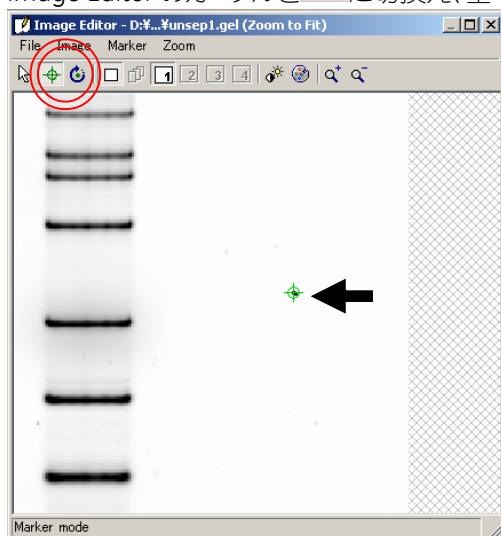 Image Editor - D:¥...¥unsep1.gel (Zoom to Fit)
File Image Marker Zoom
1 2 3 4
Marker mode